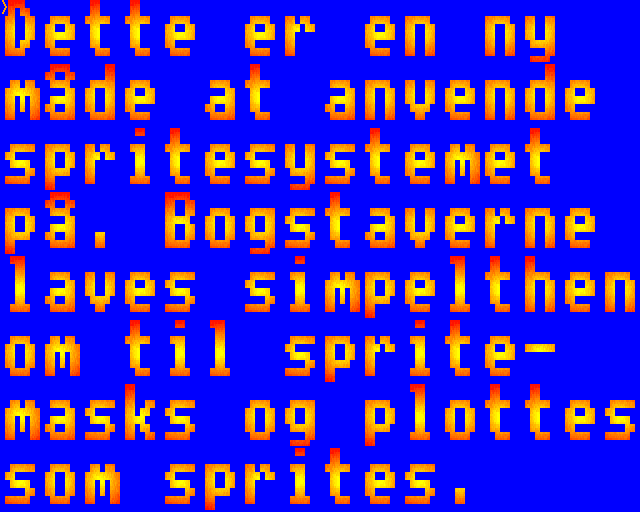 Dette er en ny
måde at anvende
spritesystemet
på. Bogstaverne
laves simpelthen
om til sprite-
masks og plottes
som sprites.